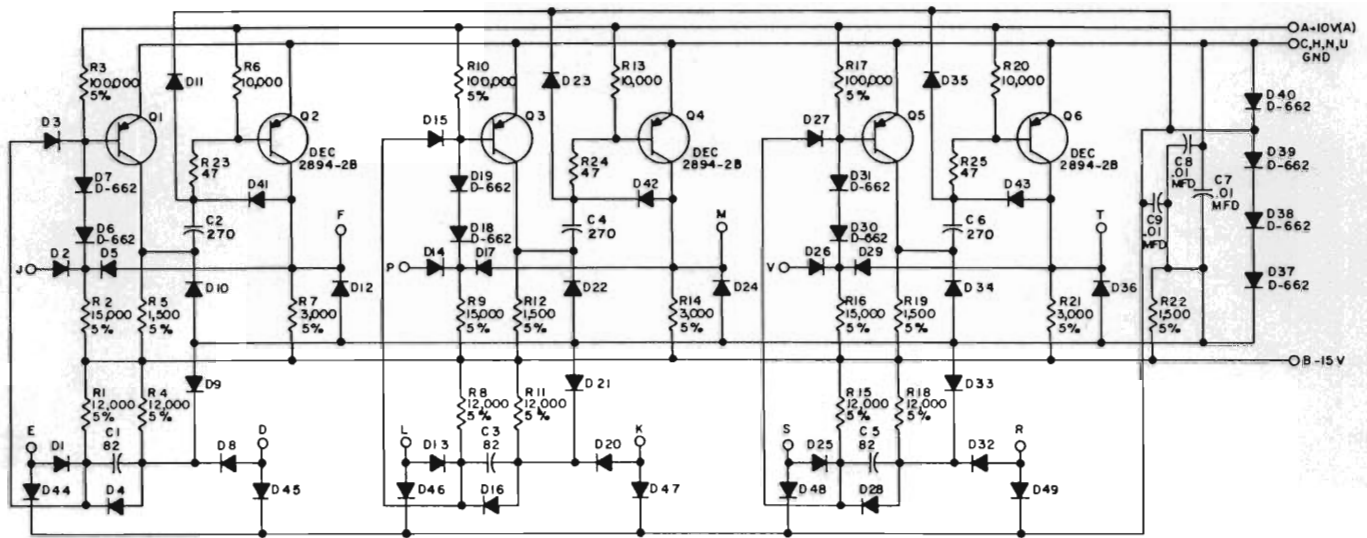 A+10V(A)
C,H,N,U
GND
R3
100,000
5%
D11
R6
10,000
R10
100,000
5%
D23
R13
10,000
R17
100,000
5%
D35
R20
10,000
D40
D-662
D3
Q1
Q2
D15
Q3
Q4
D27
Q5
Q6
DEC
2894-2B
DEC
2894-2B
DEC
2894-2B
R23
47
R24
47
R25
47
C8
.01
MFD
D39
D-662
D7
D-662
D41
D19
D-662
D42
D31
D-662
D43
C7
.01
MFD
C9
.01
MFD
D38
D-662
D6
D-662
C2
270
F
D18
D-662
C4
270
M
D30
D-662
C6
270
T
J
D2
D5
P
D14
D17
V
D26
D29
D37
D-662
D10
D12
D22
D24
D34
D36
R2
15,000
5%
R5
1,500
5%
R7
3,000
5%
R9
15,000
5%
R12
1,500
5%
R14
3,000
5%
R16
15,000
5%
R19
1,500
5%
R21
3,000
5%
R22
1,500
5%
B-15V
R1
12,000
5%
R4
12,000
5%
D9
R8
12,000
5%
R11
12,000
5%
D21
R15
12,000
5%
R18
12,000
5%
D33
E
D1
C1
82
D8
D
L
D13
C3
82
D20
K
S
D25
C5
82
D32
R
D44
D4
D45
D46
D16
D47
D48
D28
D49